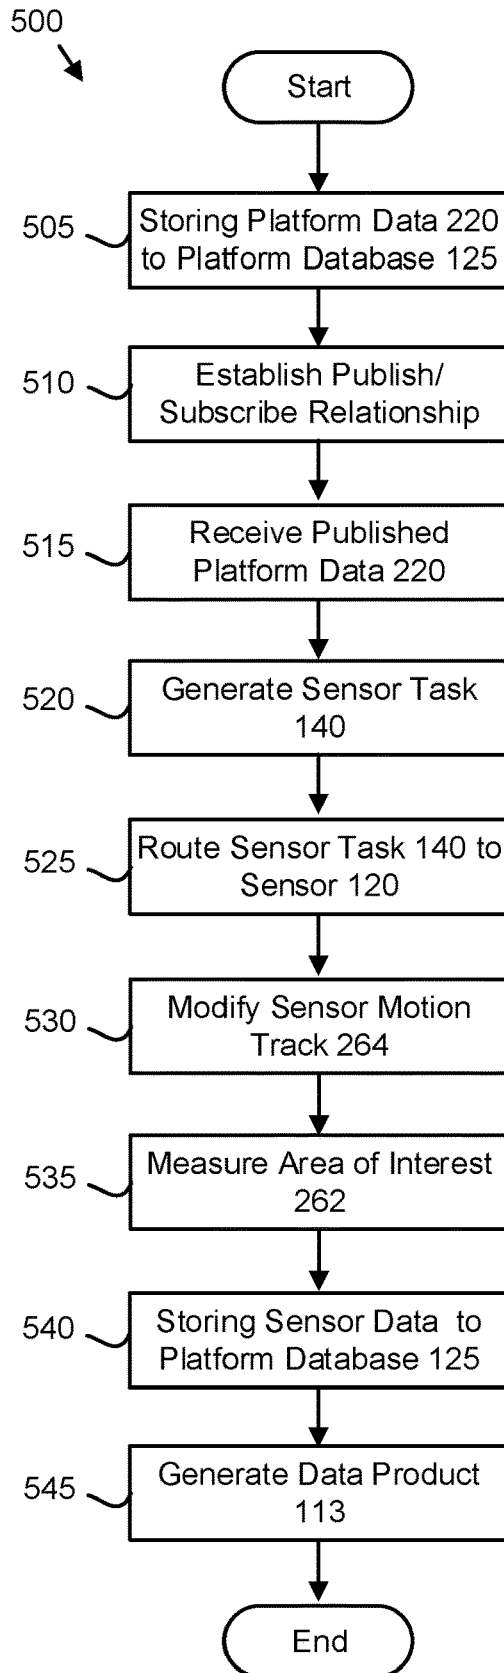 500
Start
505
Storing Platform Data 220
to Platform Database 125
510
Establish Publish/
Subscribe Relationship
515
Receive Published
Platform Data 220
520
Generate Sensor Task
140
525
Route Sensor Task 140 to
Sensor 120
530
Modify Sensor Motion
Track 264
535
Measure Area of Interest
262
540
Storing Sensor Data to
Platform Database 125
545
Generate Data Product
113
End